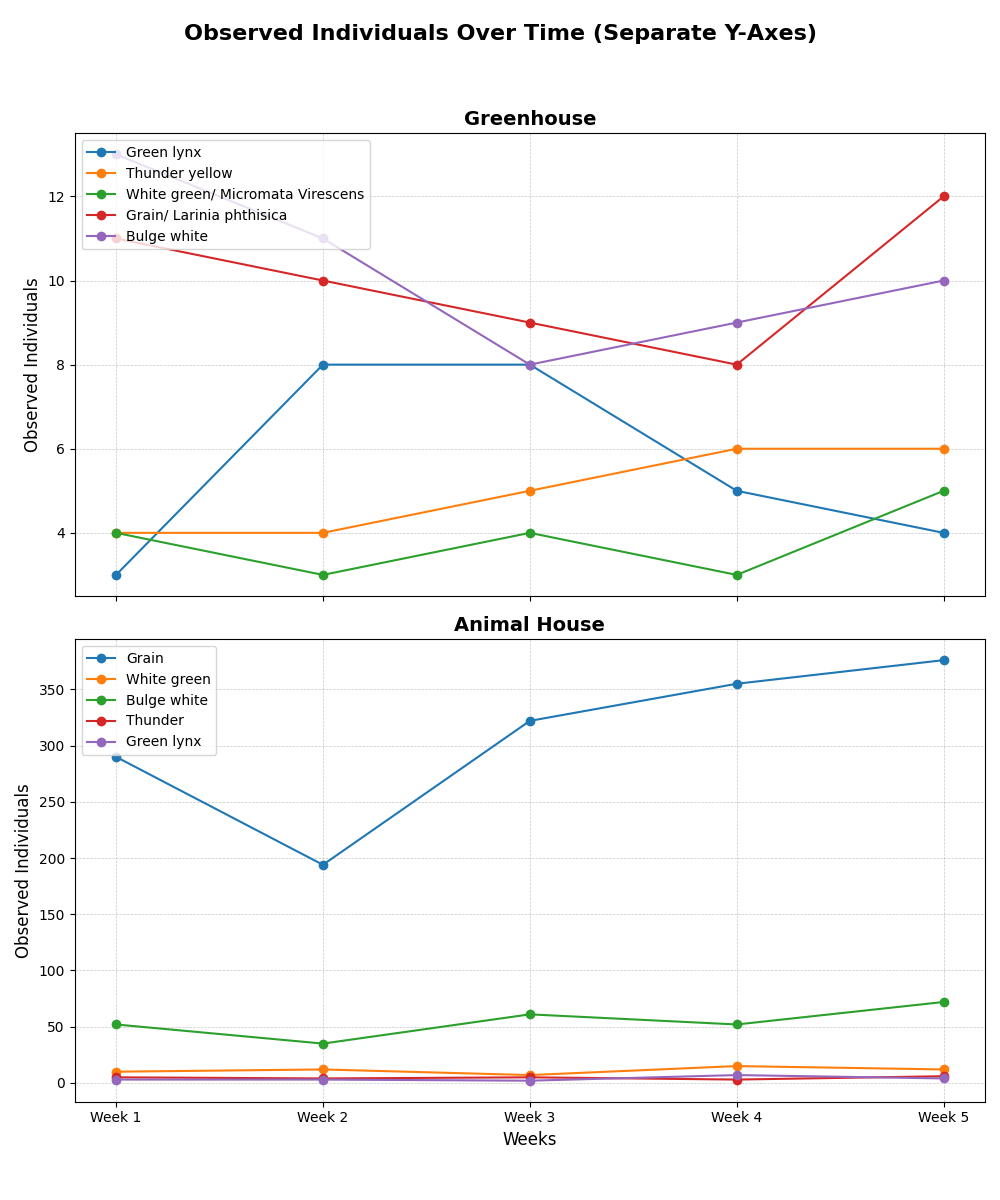 Observed Individuals Over Time (Separate Y-Axes)
Greenhouse
Green lynx
Thunder yellow
White green/ Micromata Virescens
Grain/ Larinia phthisica
Bulge white
12
10
8
6
4
Observed Individuals
Animal House
Grain
White green
Bulge white
Thunder
Green lynx
350
300
250
200
150
100
50
0
Observed Individuals
Week 1 Week 2 Week 3 Week 4 Week 5
Weeks